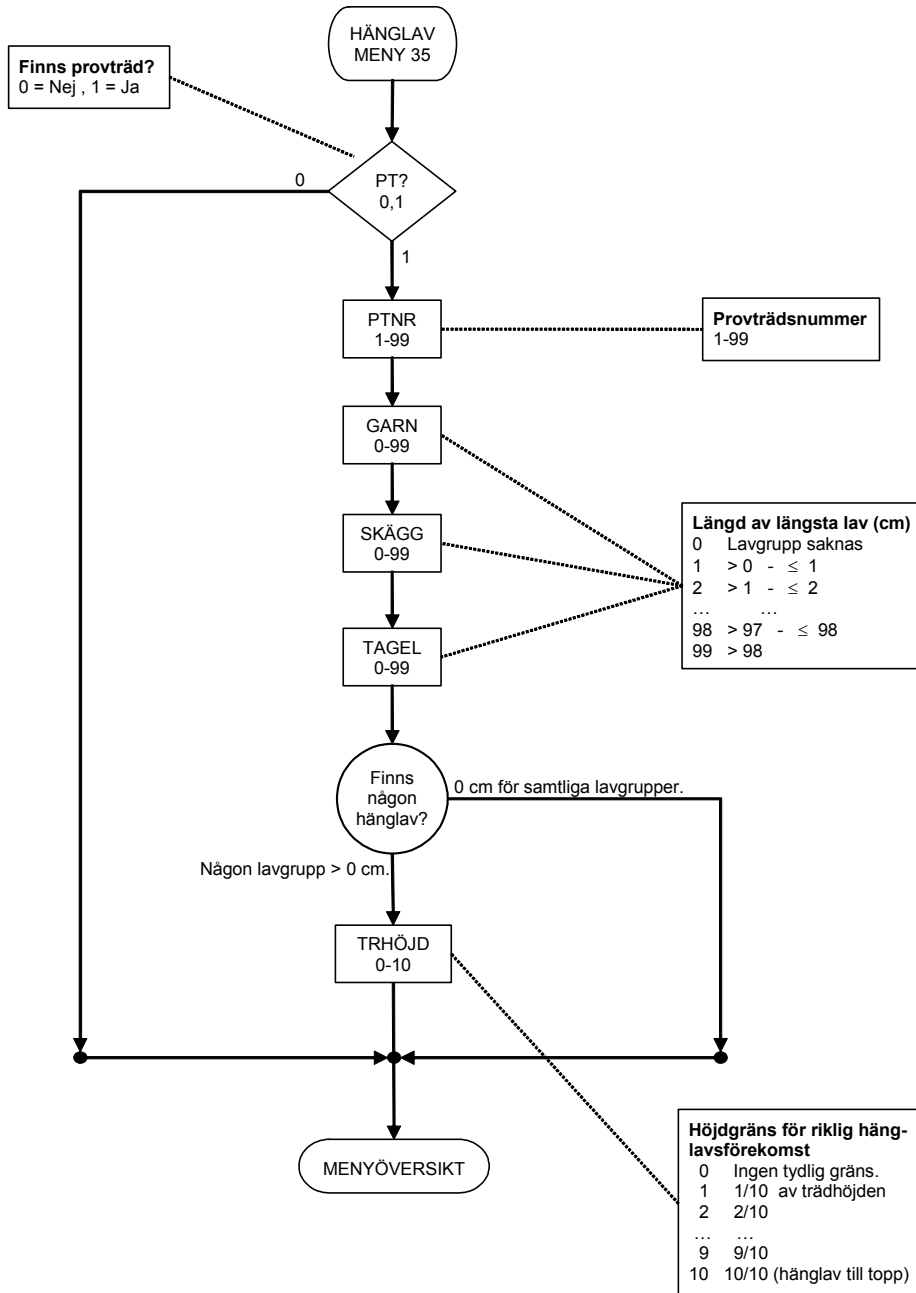 HÄNGLAV
MENY 35
Finns provträd?
0 = Nej , 1 = Ja
PT?
0,1
0
1
PTNR
1-99
Provträdsnummer
1-99
GARN
0-99
SKÄGG
0-99
TAGEL
0-99
Längd av längsta lav (cm)
0 Lavgrupp saknas
1 > 0 - ≤ 1
2 > 1 - ≤ 2
... ...
98 > 97 - ≤ 98
99 > 98
Finns
någon
hänglav?
0 cm för samtliga lavgrupper.
Någon lavgrupp > 0 cm.
TRHÖJD
0-10
MENYÖVERSIKT
Höjdgräns för riklig häng-
lavsförekomst
0 Ingen tydlig gräns.
1 1/10 av trädhöjden
2 2/10
... ...
9 9/10
10 10/10 (hänglav till topp)